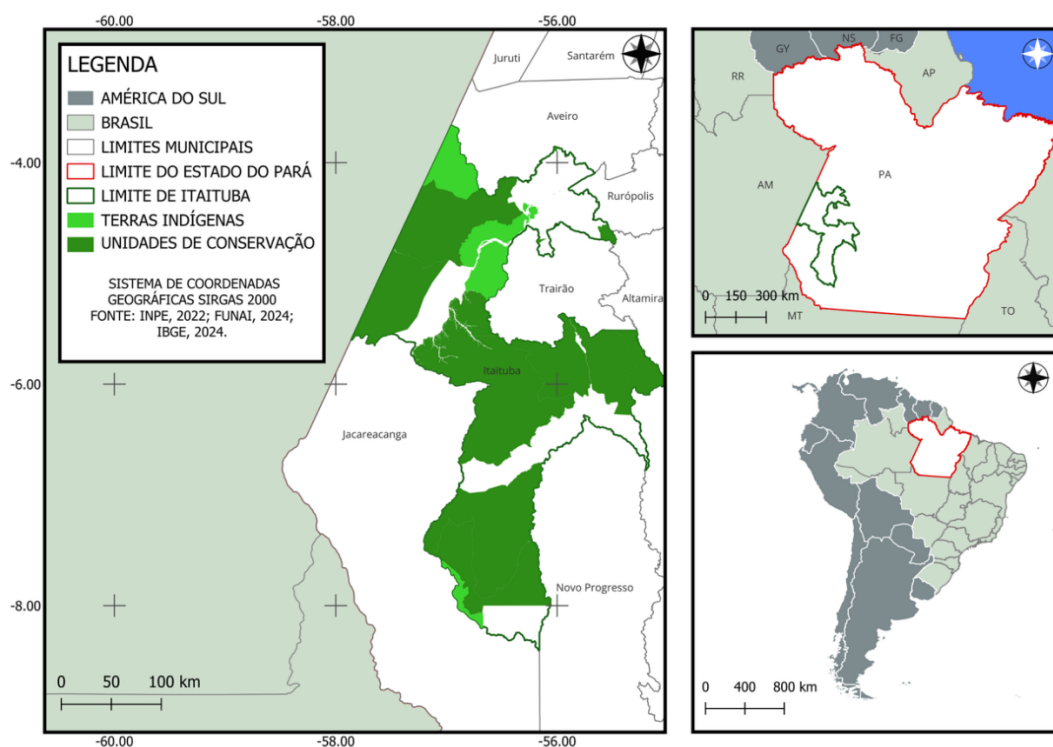 -60.00
-58.00
-56.00
LEGENDA
AMÉRICA DO SUL
BRASIL
LIMITES MUNICIPAIS
LIMITE DO ESTADO DO PARÁ
LIMITE DE ITAITUBA
TERRAS INDÍGENAS
UNIDADES DE CONSERVAÇÃO
SISTEMA DE COORDENADAS
GEOGRÁFICAS SIRGAS 2000
FONTE: INPE, 2022; FUNAI, 2024;
IBGE, 2024.
-4.00
-6.00
-8.00
Juruti
Santarém
Aveiro
Rurópolis
Trairão
Altamira
Itaituba
Jacareacanga
Novo Progresso
0 50 100 km
-60.00
-58.00
-56.00
GY
NS
FG
RR
AP
AM
PA
MT
TO
0 150 300 km
0 400 800 km